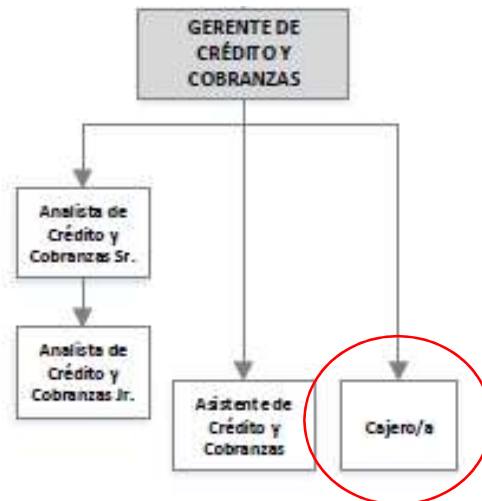 GERENTE DE
CRÉDITO Y
COBRANZAS
Analista de
Crédito y
Cobranzas Sr.
Analista de
Crédito y
Cobranzas Jr.
Asistente de
Crédito y
Cobranzas
Cajero/a